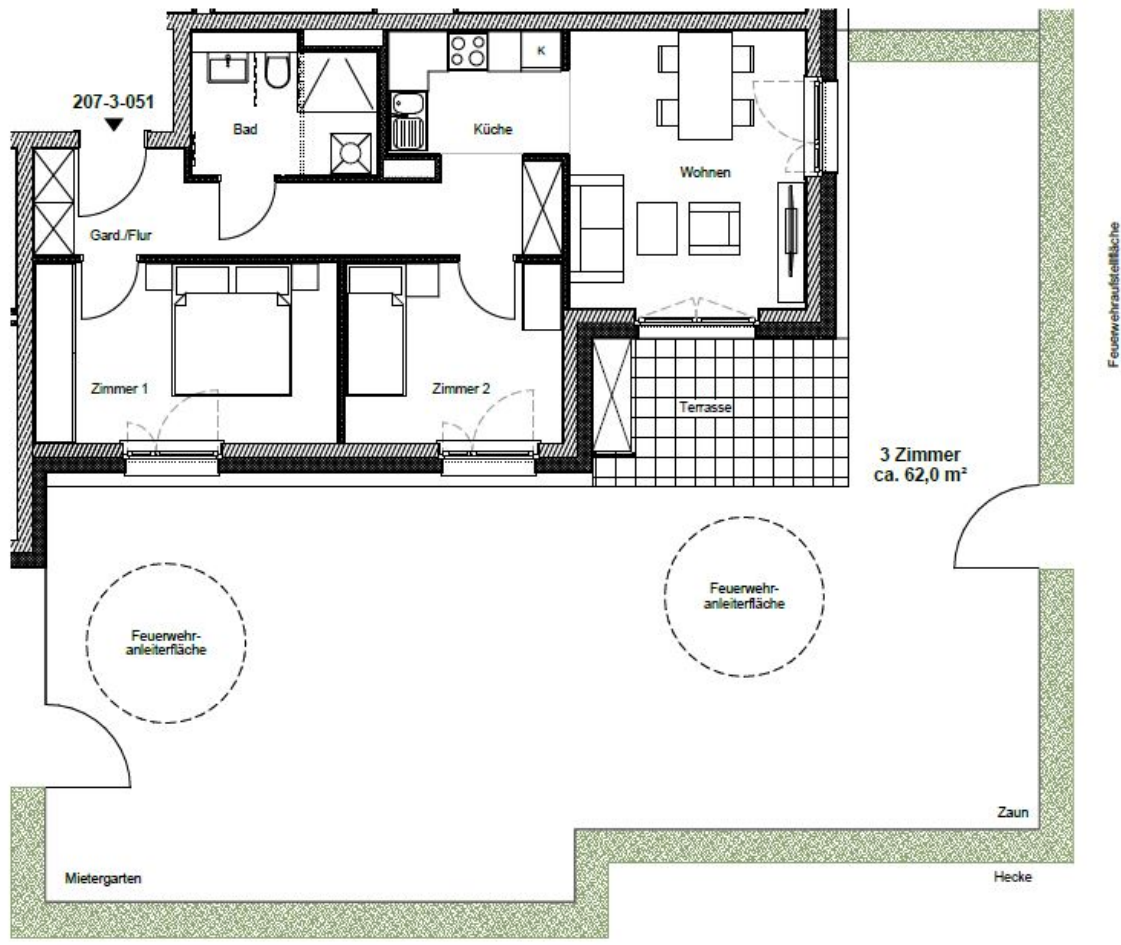 207-3-051
Bad
Küche
K
Wohnen
Gard./Flur
Zimmer 1
Zimmer 2
Terrasse
3 Zimmer
ca. 62,0 m²
Feuerwehraufstellfläche
Feuerwehr-
anleiterfläche
Feuerwehr-
anleiterfläche
Zaun
Mietergarten
Hecke